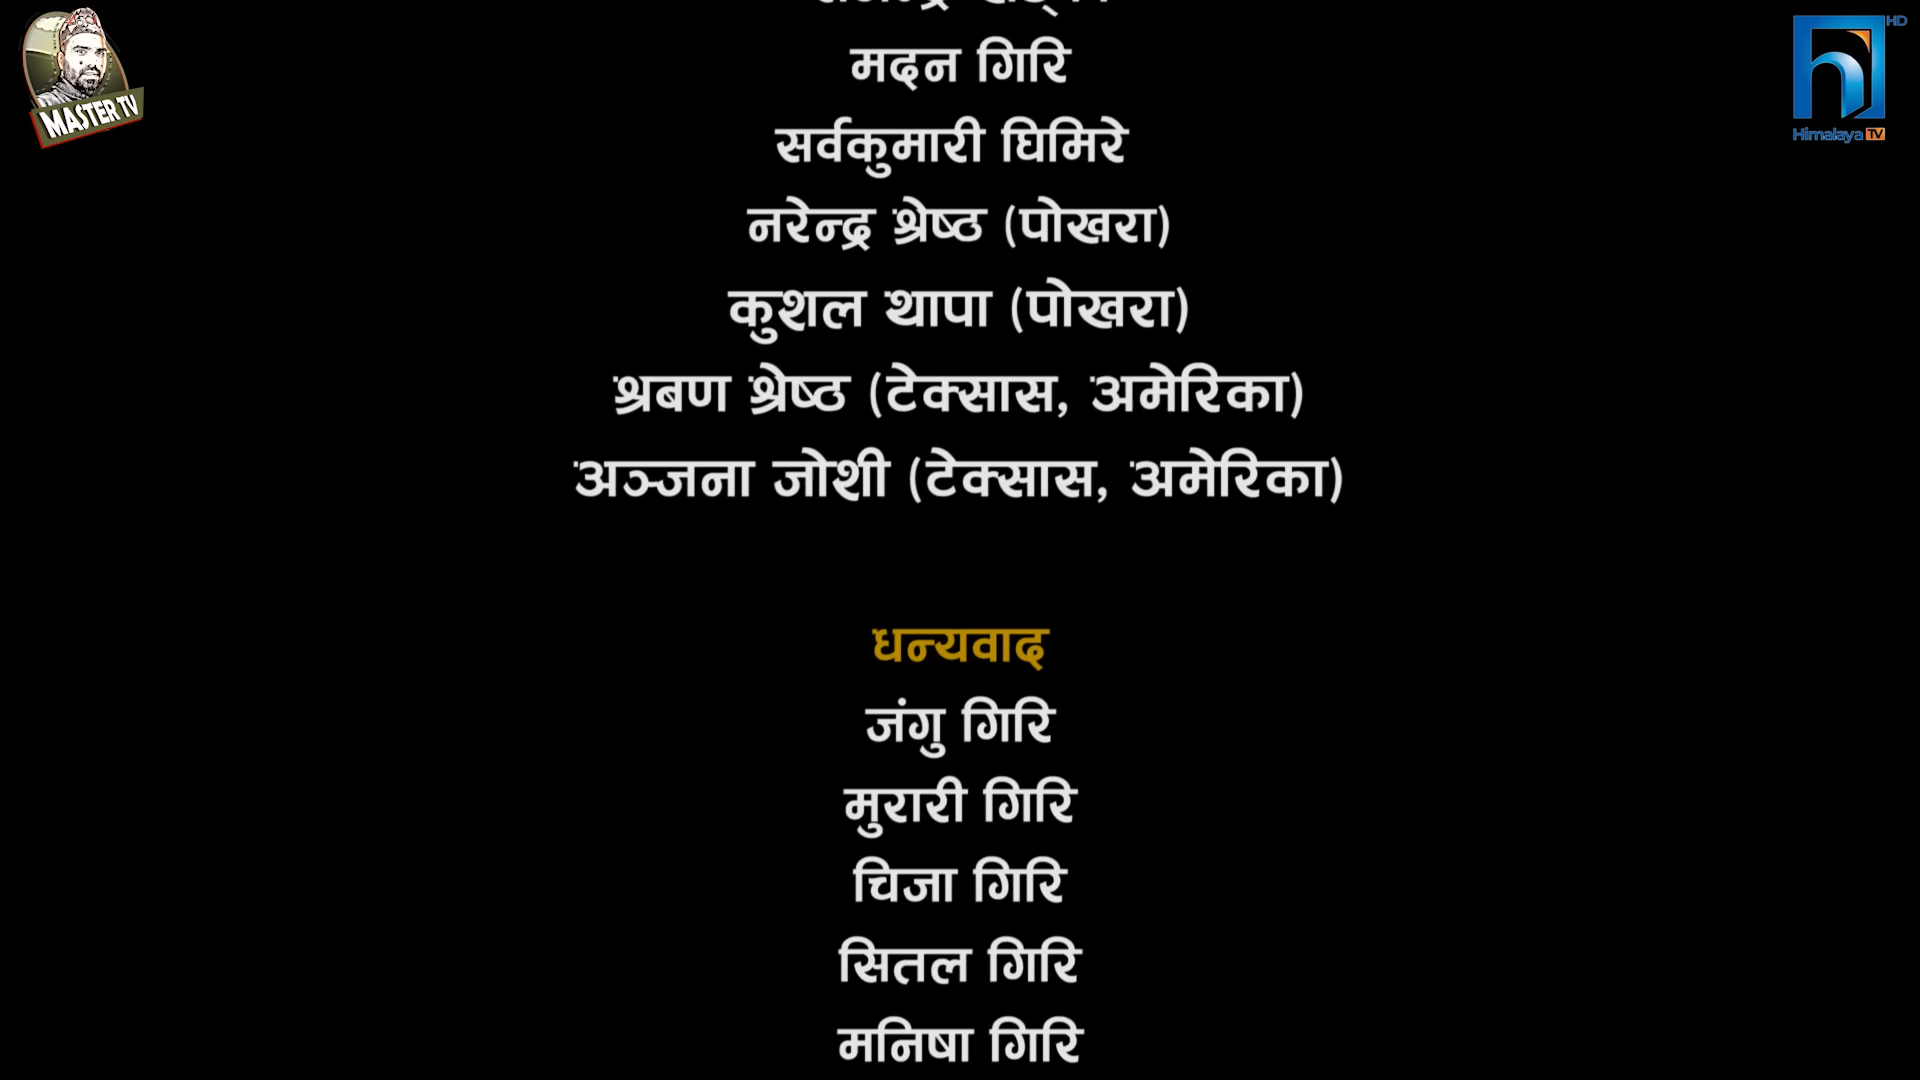 मदन गिरि
सर्वकुमारी घिमिरे
नरेन्द्र श्रेष्ठ (पोखरा)
कुशल थापा (पोखरा)
श्रबण श्रेष्ठ (टेक्सास, अमेरिका)
अञ्जना जोशी (टेक्सास, अमेरिका)
धन्यवाद
जंगु गिरि
मुरारी गिरि
चिजा गिरि
सितल गिरि
मनिषा गिरि
MASTER TV
HD
Himalaya TV